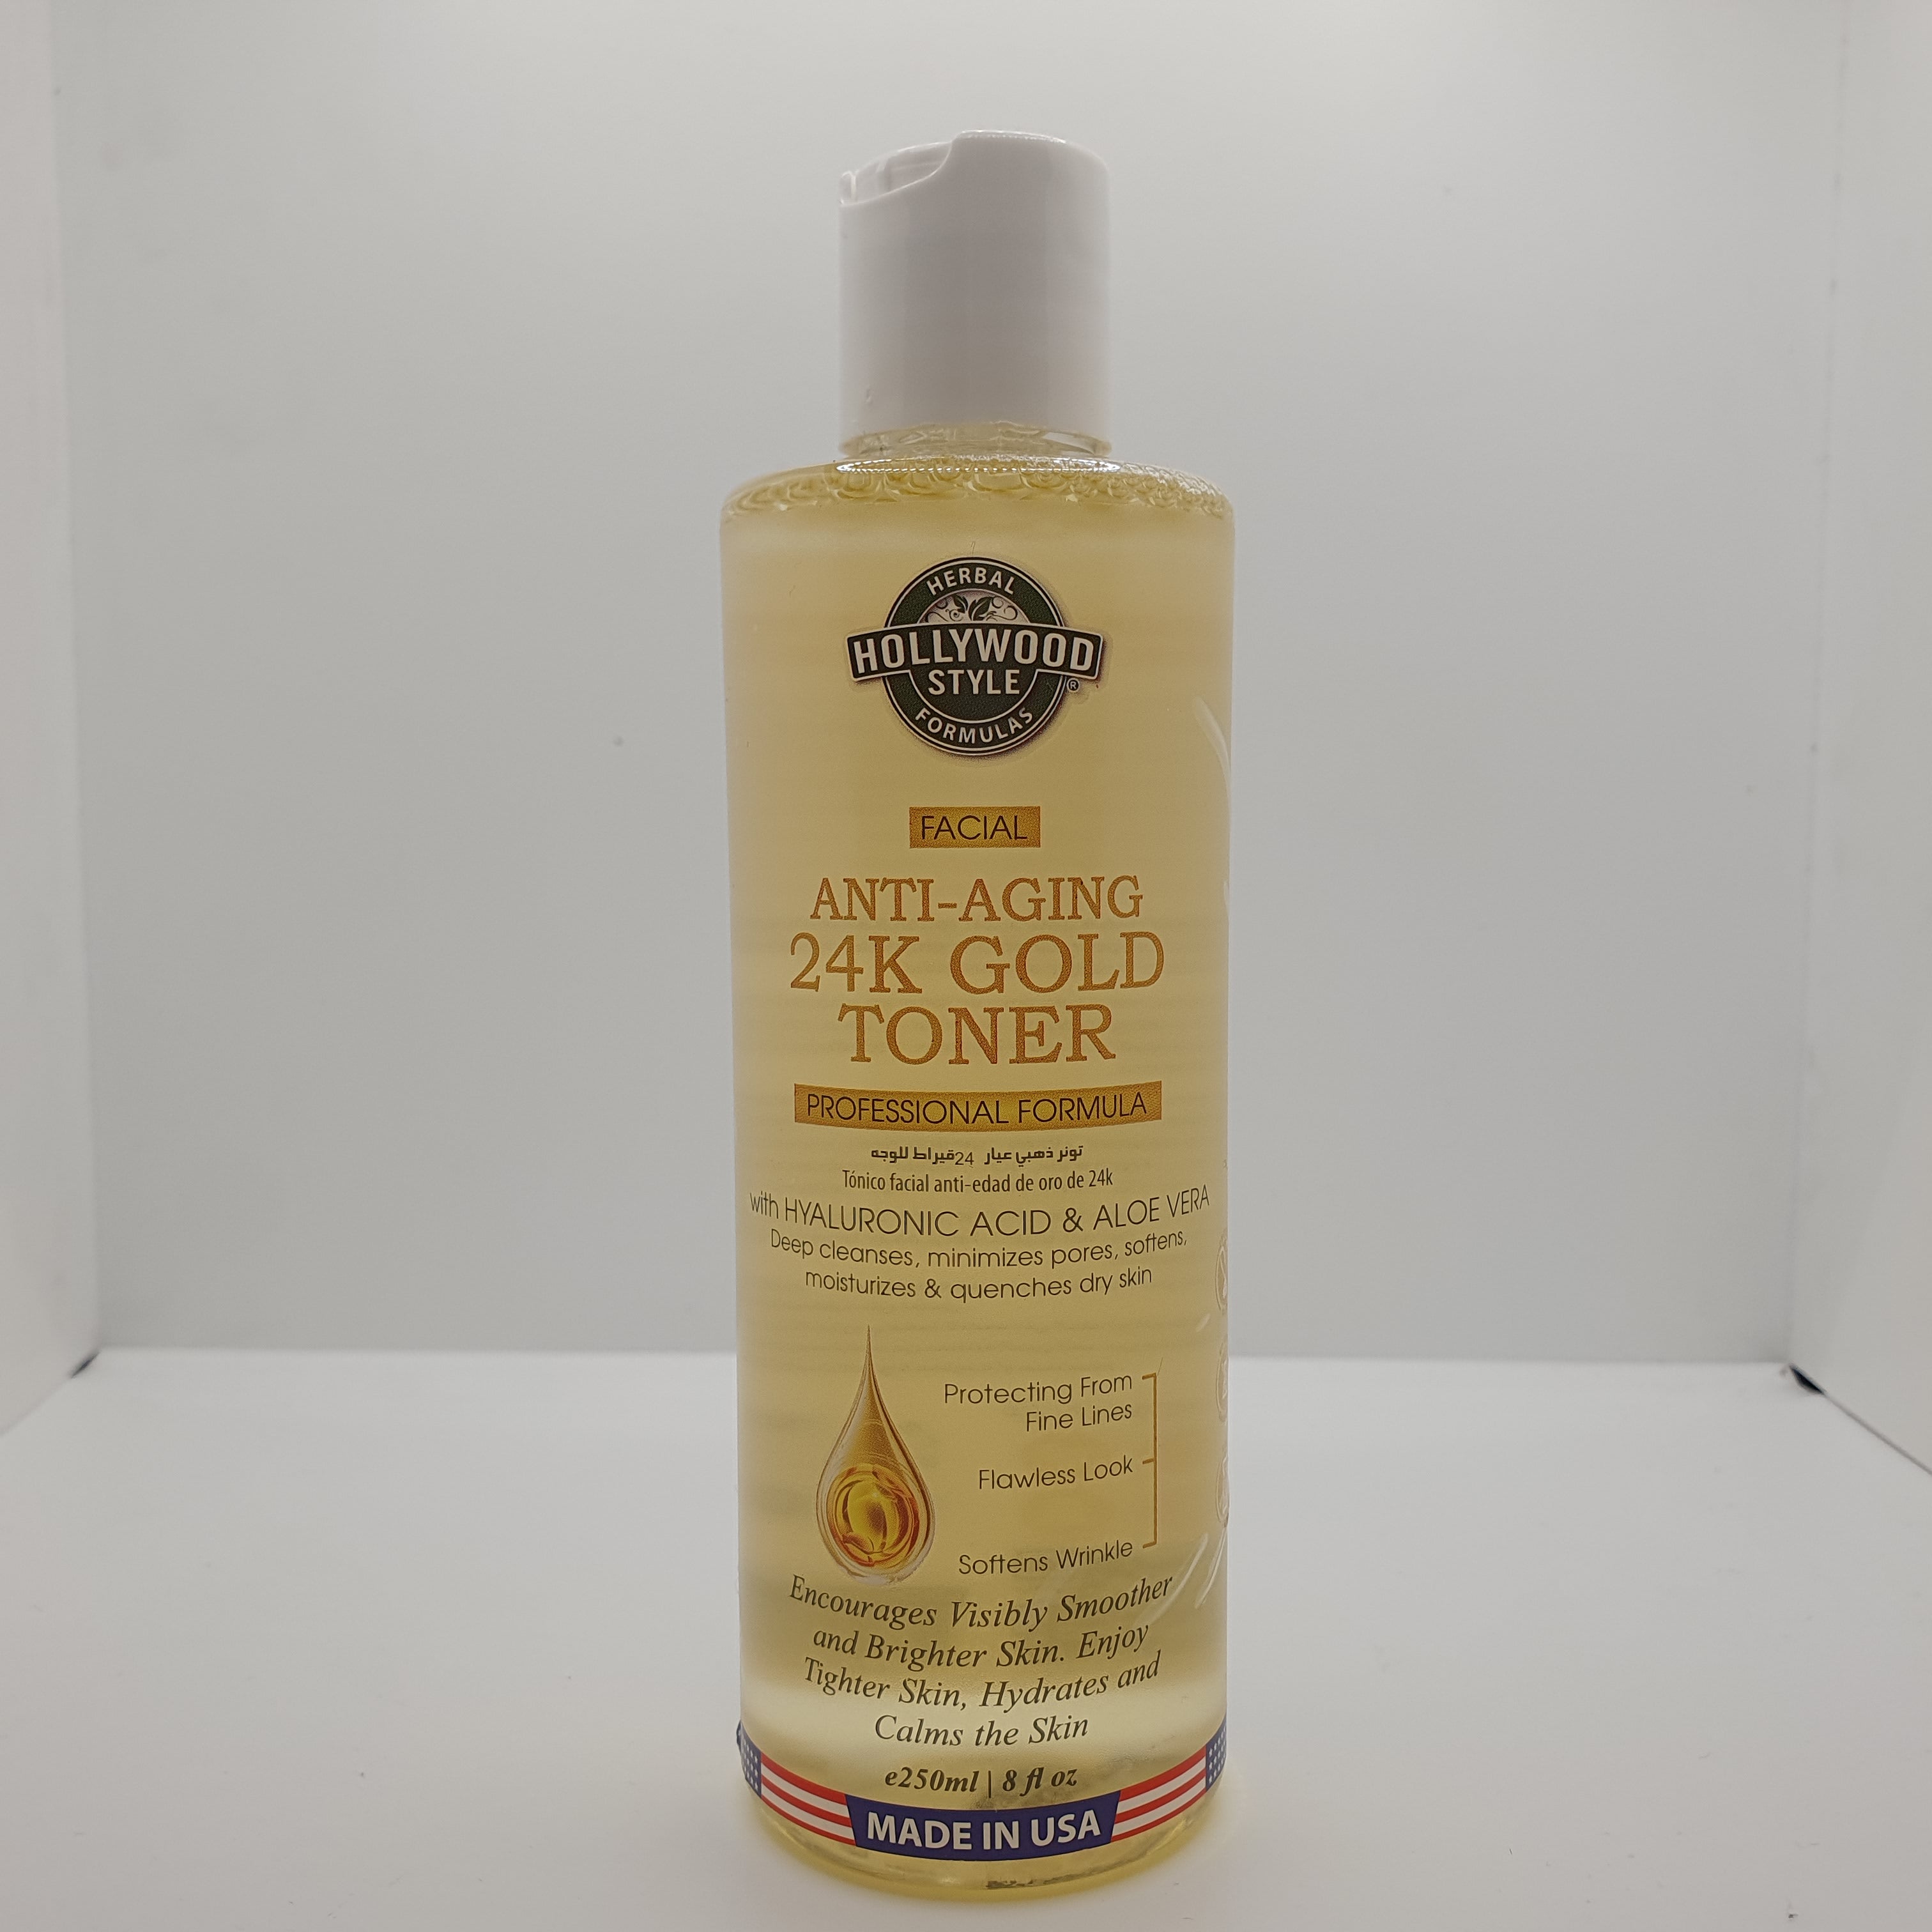 HERBAL
HOLLYWOOD
STYLE
®
FORMULAS
FACIAL
ANTI-AGING
24K GOLD
TONER
PROFESSIONAL FORMULA
تونر ذهبي عيار 24قيراط للوجه
Tónico facial anti-edad de oro de 24k
with HYALURONIC ACID & ALOE VERA
Deep cleanses, minimizes pores, softens,
moisturizes & quenches dry skin
Protecting From
Fine Lines
Flawless Look
Softens Wrinkle
Encourages Visibly Smoother
and Brighter Skin. Enjoy
Tighter Skin, Hydrates and
Calms the Skin
e250ml | 8 fl oz
MADE IN USA